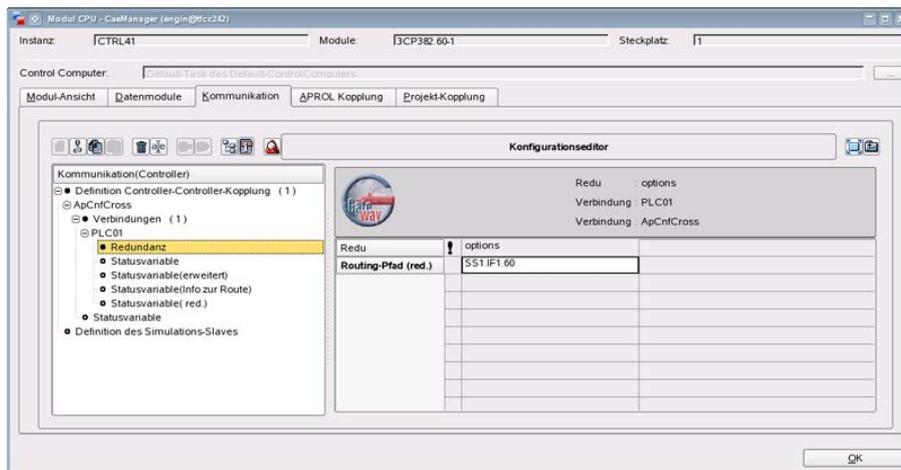 Modul CPU - CaeManager (engin@tfcc242)
Instanz: CTRL41 Module: 3CP382.60-1 Steckplatz: 1
Control Computer: Default-Task des Default-ControlComputers ...
Modul-Ansicht Datenmodule Kommunikation APROL Kopplung Projekt-Kopplung
Konfigurationseditor
Kommunikation(Controller)
Definition Controller-Controller-Kopplung (1)
ApCnfCross
Verbindungen (1)
PLC01
Redundanz
Statusvariable
Statusvariable(erweitert)
Statusvariable(Info zur Route)
Statusvariable( red.)
Statusvariable
Definition des Simulations-Slaves
Redu : options
Verbindung : PLC01
Verbindung : ApCnfCross
Redu ! options
Routing-Pfad (red.) SS1.IF1.60
OK